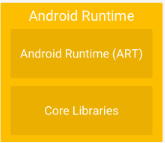 Android Runtime
Android Runtime (ART)
Core Libraries